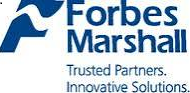 Forbes
Marshall
Trusted Partners.
Innovative Solutions.